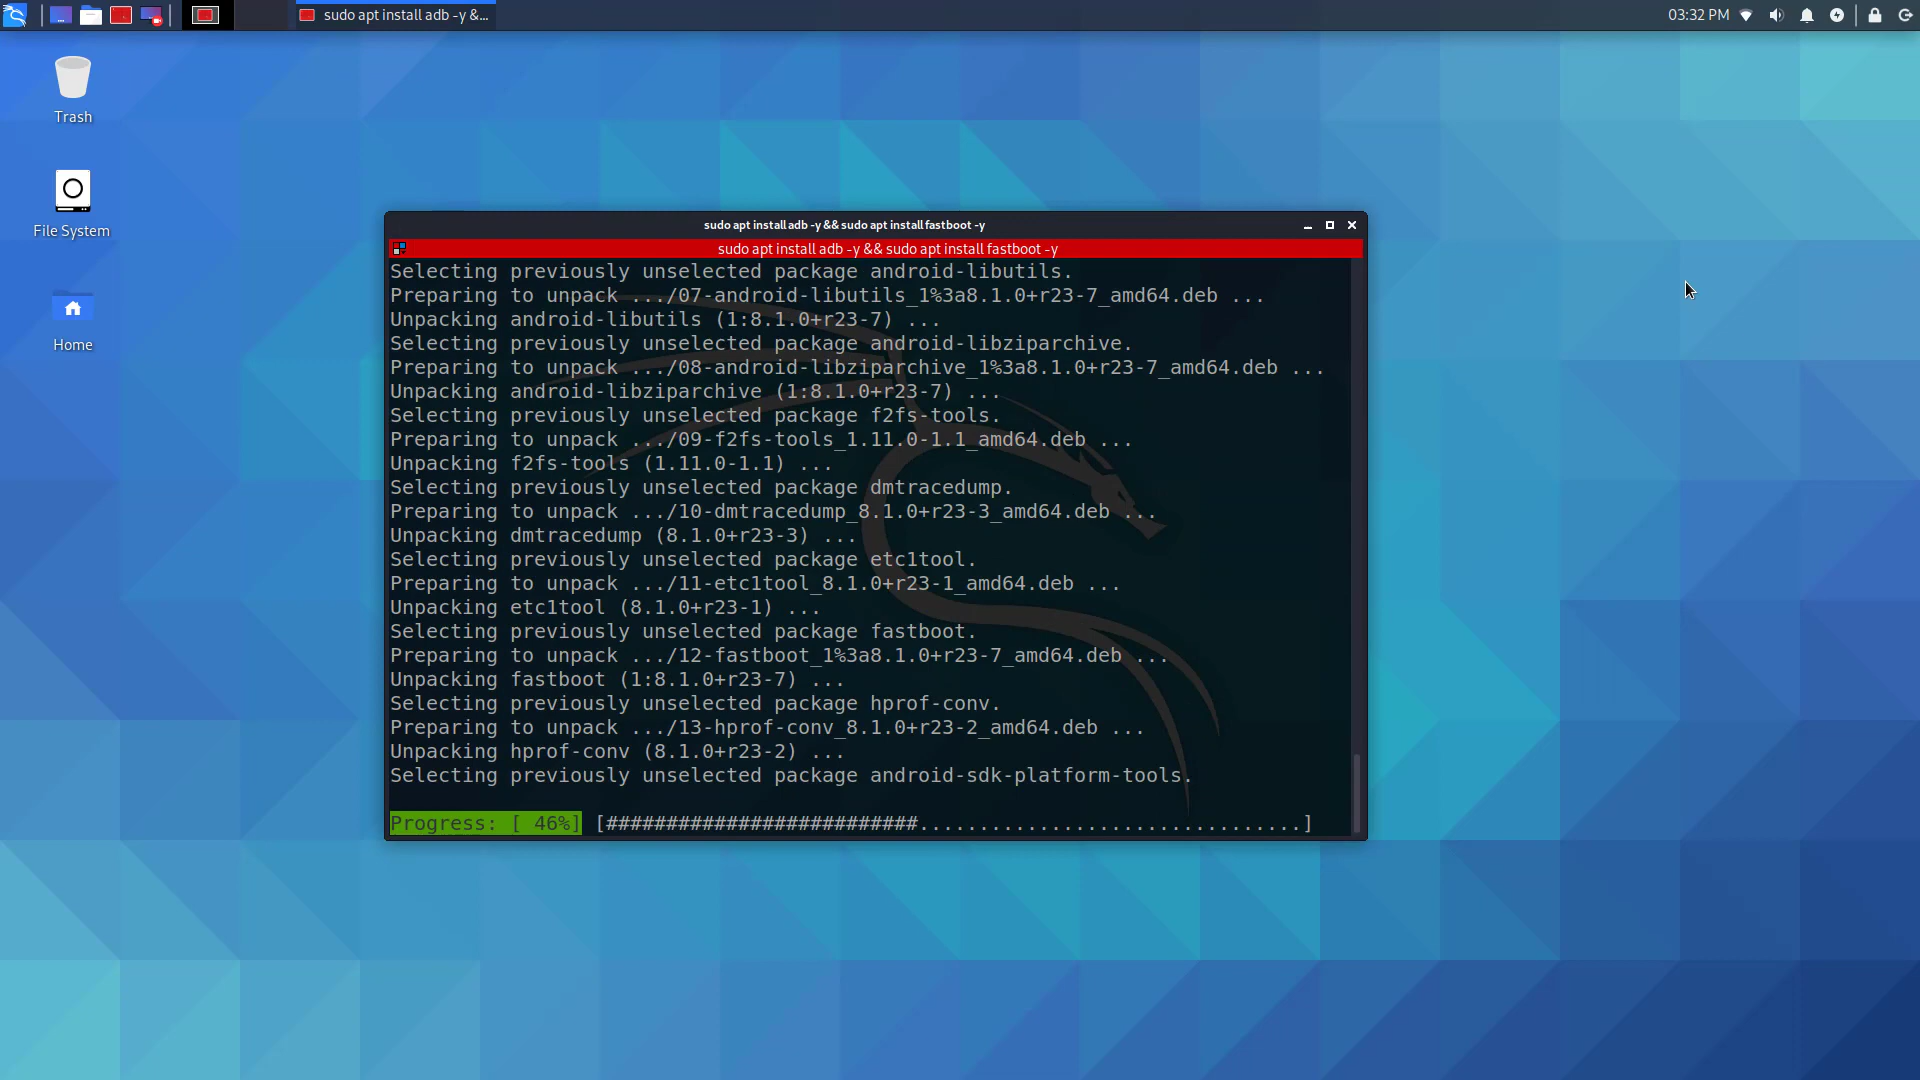 sudo apt install adb -y &...
03:32 PM
Trash
File System
Home
sudo apt install adb -y && sudo apt install fastboot -y
sudo apt install adb -y && sudo apt install fastboot -y
Selecting previously unselected package android-libutils.
Preparing to unpack .../07-android-libutils_1%3a8.1.0+r23-7_amd64.deb ...
Unpacking android-libutils (1:8.1.0+r23-7) ...
Selecting previously unselected package android-libziparchive.
Preparing to unpack .../08-android-libziparchive_1%3a8.1.0+r23-7_amd64.deb ...
Unpacking android-libziparchive (1:8.1.0+r23-7) ...
Selecting previously unselected package f2fs-tools.
Preparing to unpack .../09-f2fs-tools_1.11.0-1.1_amd64.deb ...
Unpacking f2fs-tools (1.11.0-1.1) ...
Selecting previously unselected package dmtracedump.
Preparing to unpack .../10-dmtracedump_8.1.0+r23-3_amd64.deb ...
Unpacking dmtracedump (8.1.0+r23-3) ...
Selecting previously unselected package etc1tool.
Preparing to unpack .../11-etc1tool_8.1.0+r23-1_amd64.deb ...
Unpacking etc1tool (8.1.0+r23-1) ...
Selecting previously unselected package fastboot.
Preparing to unpack .../12-fastboot_1%3a8.1.0+r23-7_amd64.deb ...
Unpacking fastboot (1:8.1.0+r23-7) ...
Selecting previously unselected package hprof-conv.
Preparing to unpack .../13-hprof-conv_8.1.0+r23-2_amd64.deb ...
Unpacking hprof-conv (8.1.0+r23-2) ...
Selecting previously unselected package android-sdk-platform-tools.
Progress: [ 46%] [##########################................................]